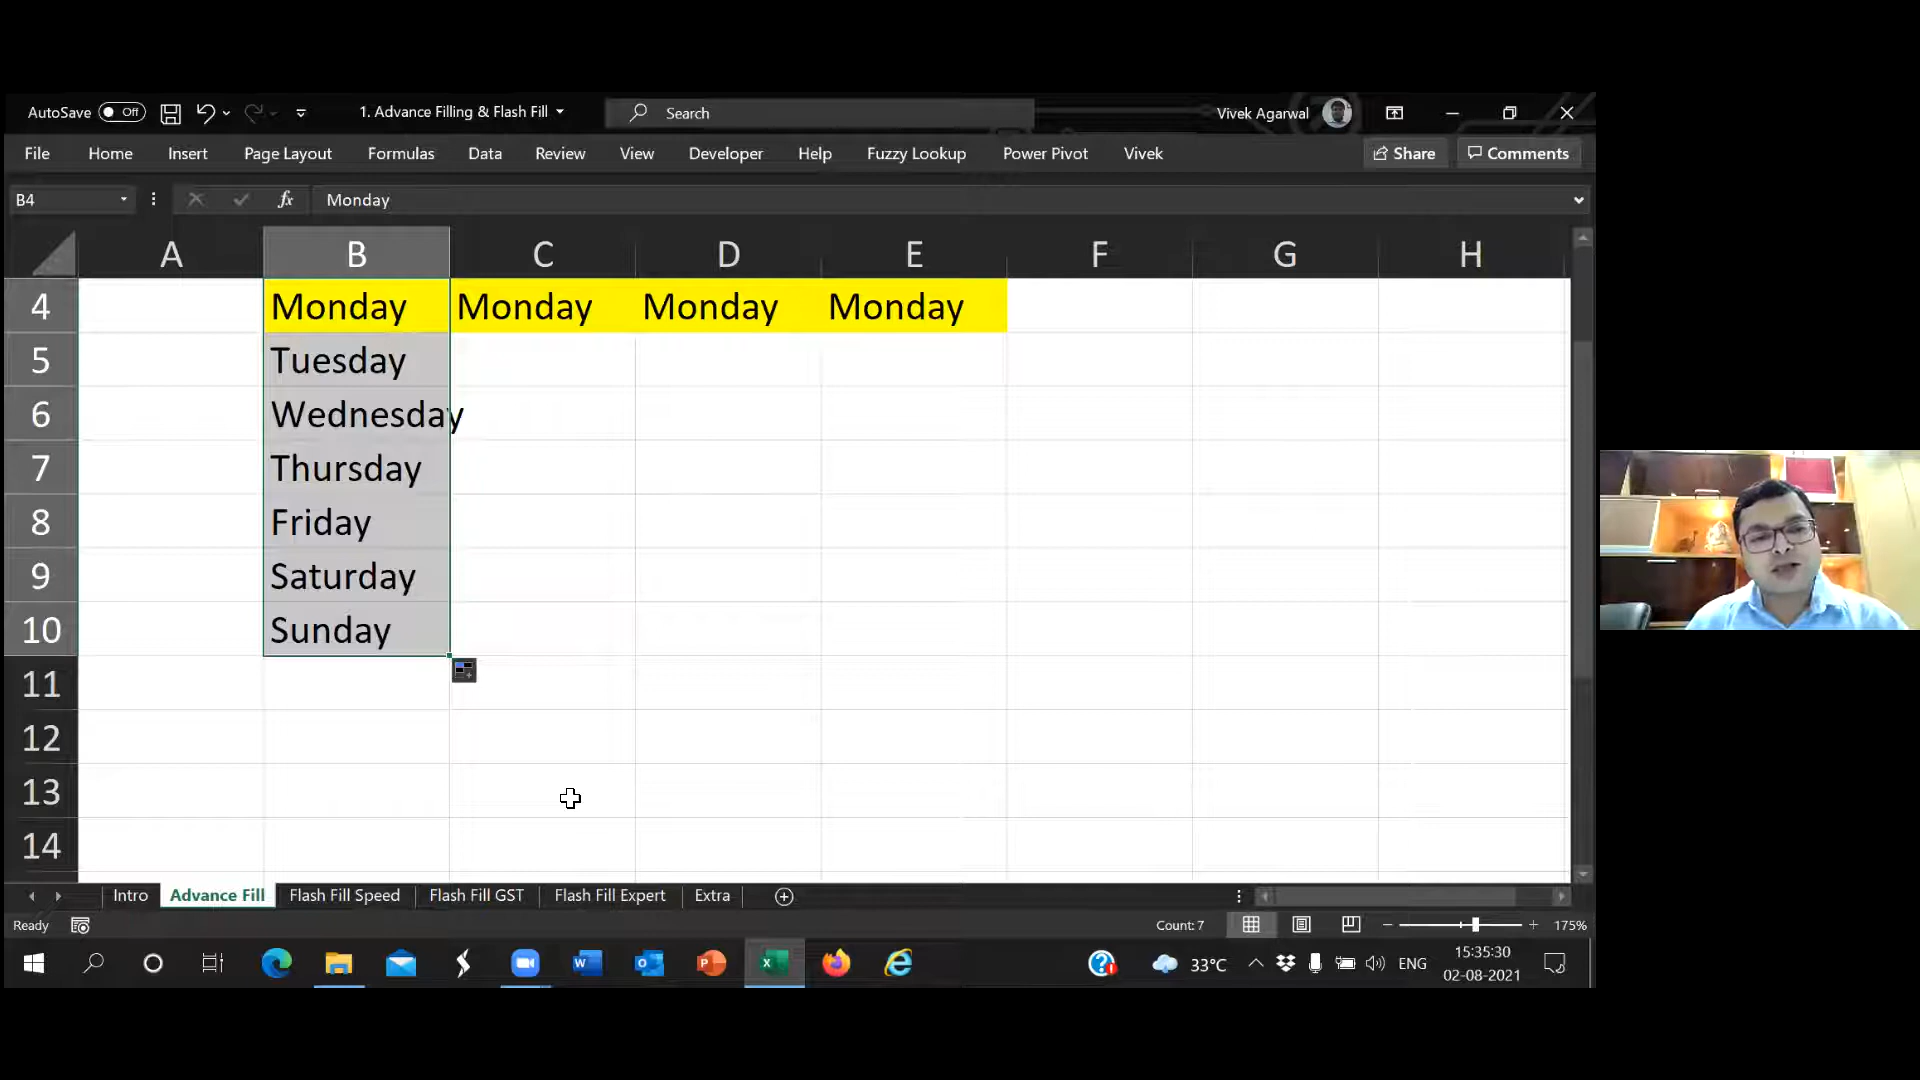 AutoSave Off 1. Advance Filling & Flash Fill Search Vivek Agarwal
File Home Insert Page Layout Formulas Data Review View Developer Help Fuzzy Lookup Power Pivot Vivek Share Comments
B4 fx Monday
A B C D E F G H
4 Monday Monday Monday Monday
5 Tuesday
6 Wednesday
7 Thursday
8 Friday
9 Saturday
10 Sunday
11
12
13
14
Intro Advance Fill Flash Fill Speed Flash Fill GST Flash Fill Expert Extra
Ready Count: 7 175%
33°C ENG 15:35:30
02-08-2021